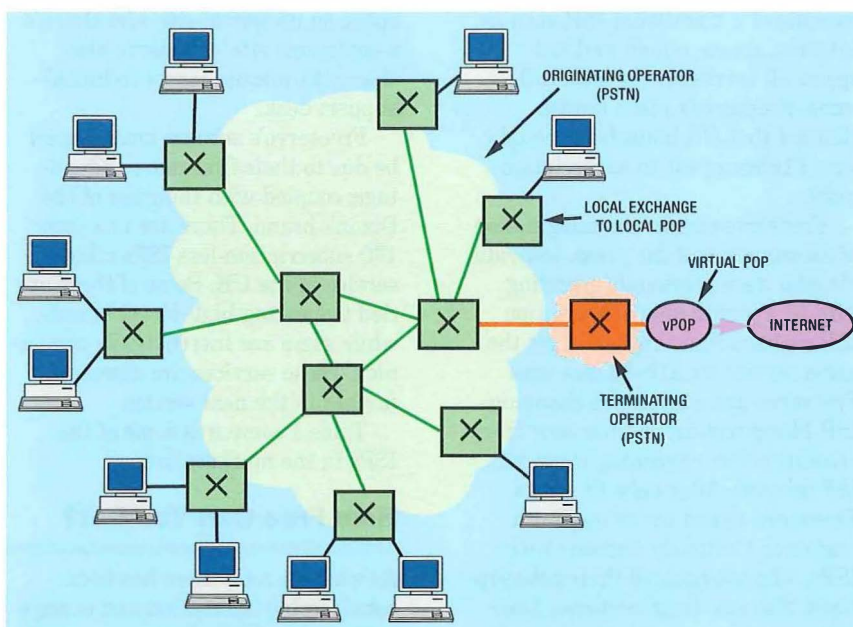 ORIGINATING OPERATOR
(PSTN)
LOCAL EXCHANGE
TO LOCAL POP
VIRTUAL POP
vPOP
INTERNET
TERMINATING
OPERATOR
(PSTN)